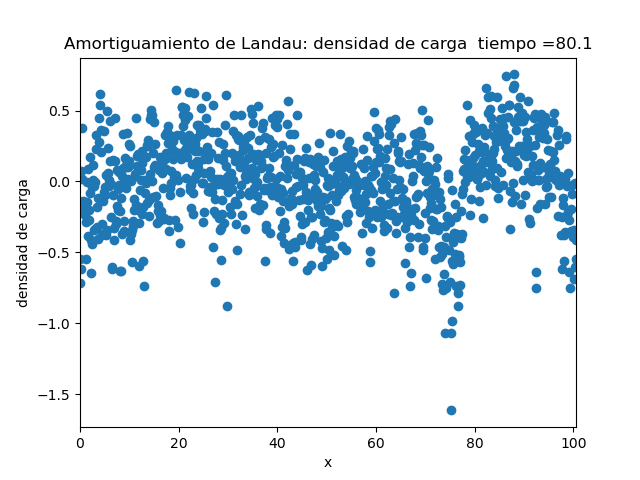 Amortiguamiento de Landau: densidad de carga  tiempo =80.1
densidad de carga
0.5
0.0
−0.5
−1.0
−1.5
0 20 40 60 80 100
x